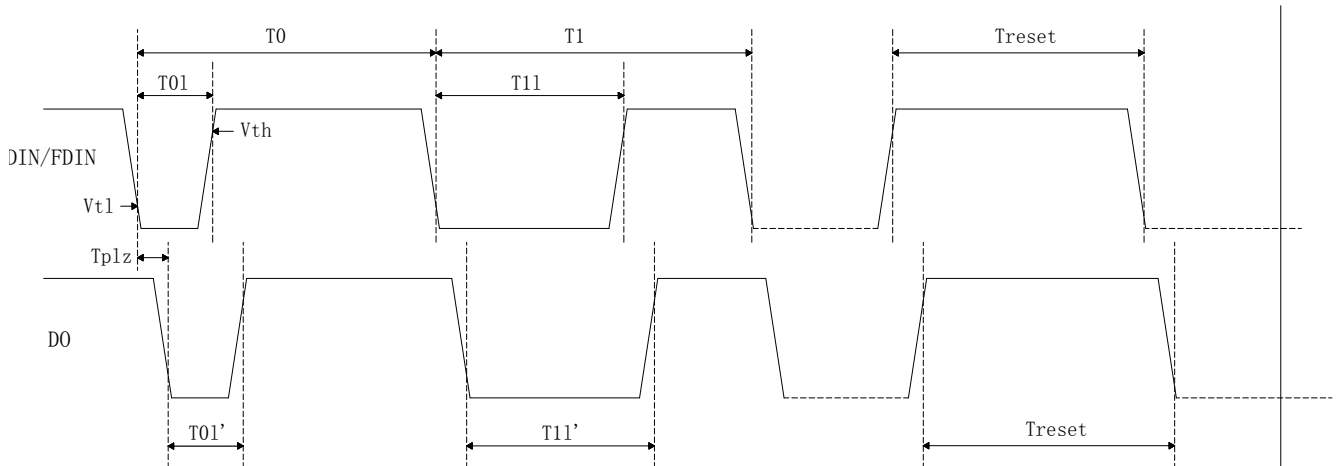 T0
T1
Treset
T0l
T1l
Vth
DIN/FDIN
Vtl
Tplz
DO
T0l'
T1l'
Treset